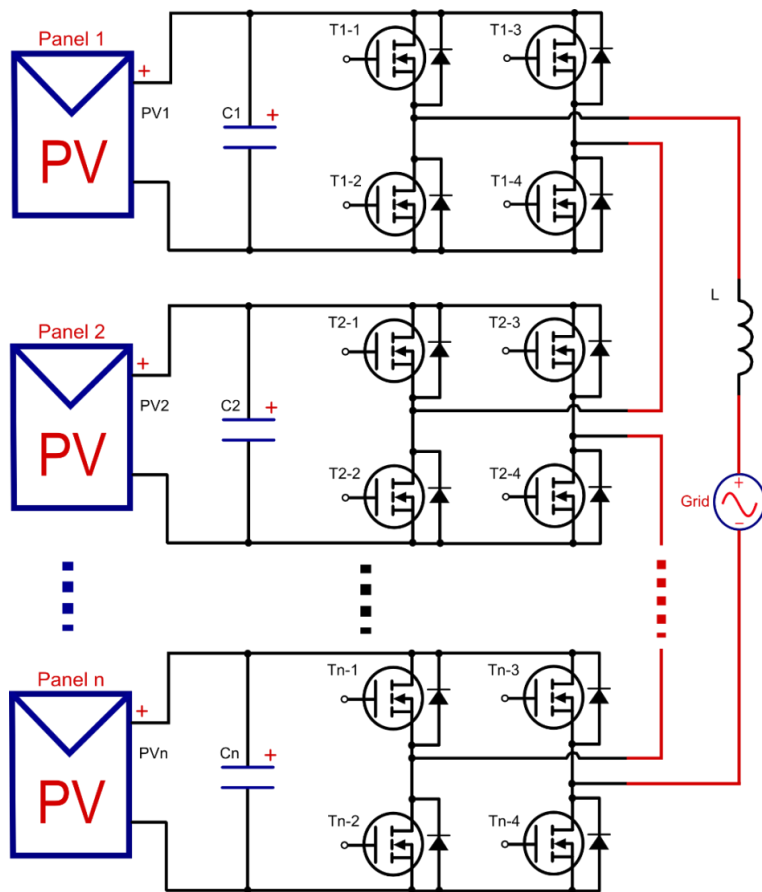 Panel 1
+
PV1
PV
C1
+
T1-1
T1-3
T1-2
T1-4
L
Panel 2
+
PV2
PV
C2
+
T2-1
T2-3
T2-2
T2-4
Grid
+
−
Panel n
+
PVn
PV
Cn
+
Tn-1
Tn-3
Tn-2
Tn-4